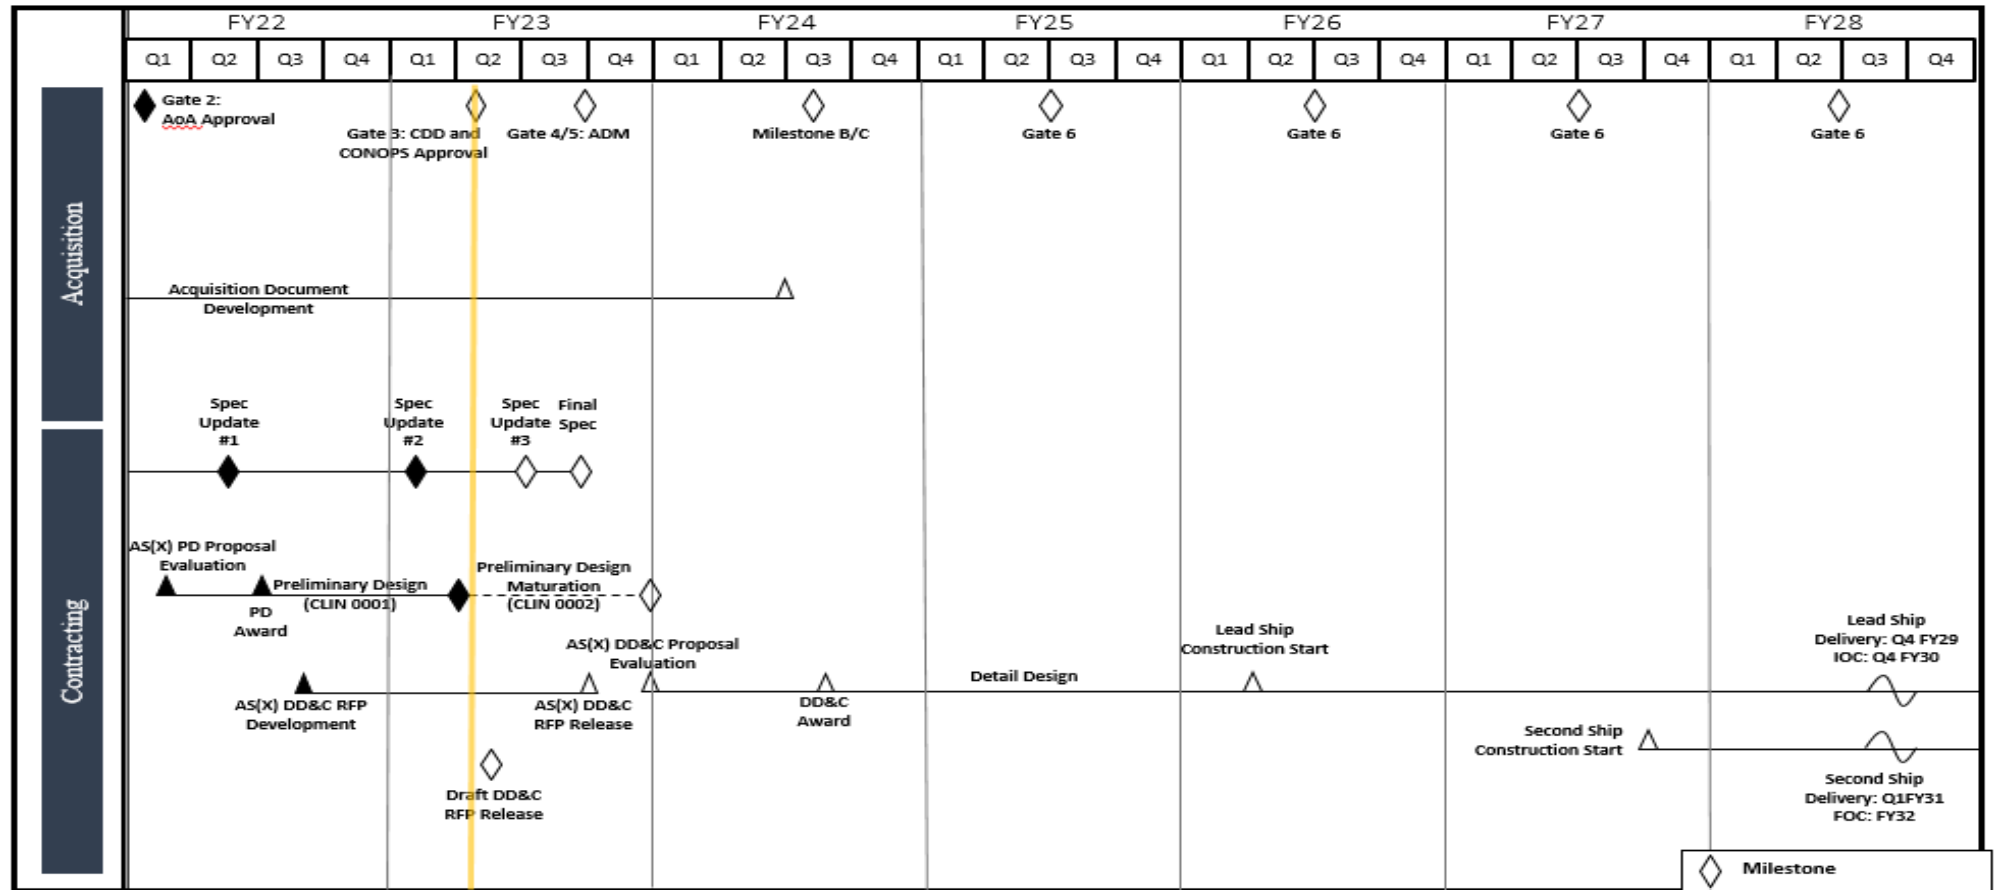 FY22 FY23 FY24 FY25 FY26 FY27 FY28
Q1 Q2 Q3 Q4 Q1 Q2 Q3 Q4 Q1 Q2 Q3 Q4 Q1 Q2 Q3 Q4 Q1 Q2 Q3 Q4 Q1 Q2 Q3 Q4 Q1 Q2 Q3 Q4
Acquisition
Gate 2:
AoA Approval
Gate 3: CDD and
CONOPS Approval
Gate 4/5: ADM
Milestone B/C
Gate 6
Gate 6
Gate 6
Gate 6
Acquisition Document
Development
Contracting
Spec
Update
#1
Spec
Update
#2
Spec
Update
#3
Final
Spec
AS(X) PD Proposal
Evaluation
PD
Award
Preliminary Design
(CLIN 0001)
Preliminary Design
Maturation
(CLIN 0002)
AS(X) DD&C Proposal
Evaluation
AS(X) DD&C RFP
Development
AS(X) DD&C
RFP Release
DD&C
Award
Detail Design
Lead Ship
Construction Start
Lead Ship
Delivery: Q4 FY29
IOC: Q4 FY30
Second Ship
Construction Start
Second Ship
Delivery: Q1FY31
FOC: FY32
Draft DD&C
RFP Release
Milestone